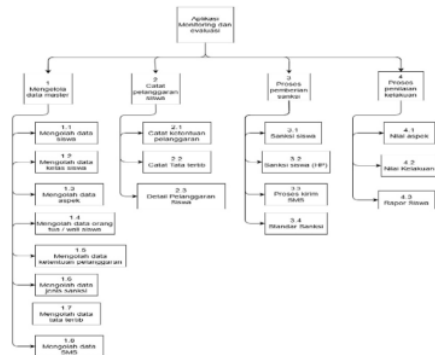 Aplikasi
Monitoring dan
evaluasi
1
Mengelola
data master
2
Catat
pelanggaran
siswa
3
Proses
pemberian
sanksi
4
Proses
penilaian
kelakuan
1.1
Mengolah data
siswa
1.2
Mengolah data
kelas siswa
1.3
Mengolah data
aspek
1.4
Mengolah data orang
tua / wali siswa
1.5
Mengolah data
ketentuan pelanggaran
1.6
Mengolah data
jenis sanksi
1.7
Mengolah data
tata tertib
1.8
Mengolah data
SMS
2.1
Catat ketentuan
pelanggaran
2.2
Catat Tata tertib
2.3
Detail Pelanggaran
Siswa
3.1
Sanksi siswa
3.2
Sanksi siswa (HP)
3.3
Proses kirim
SMS
3.4
Standar Sanksi
4.1
Nilai aspek
4.2
Nilai Kelakuan
4.3
Rapor Siswa